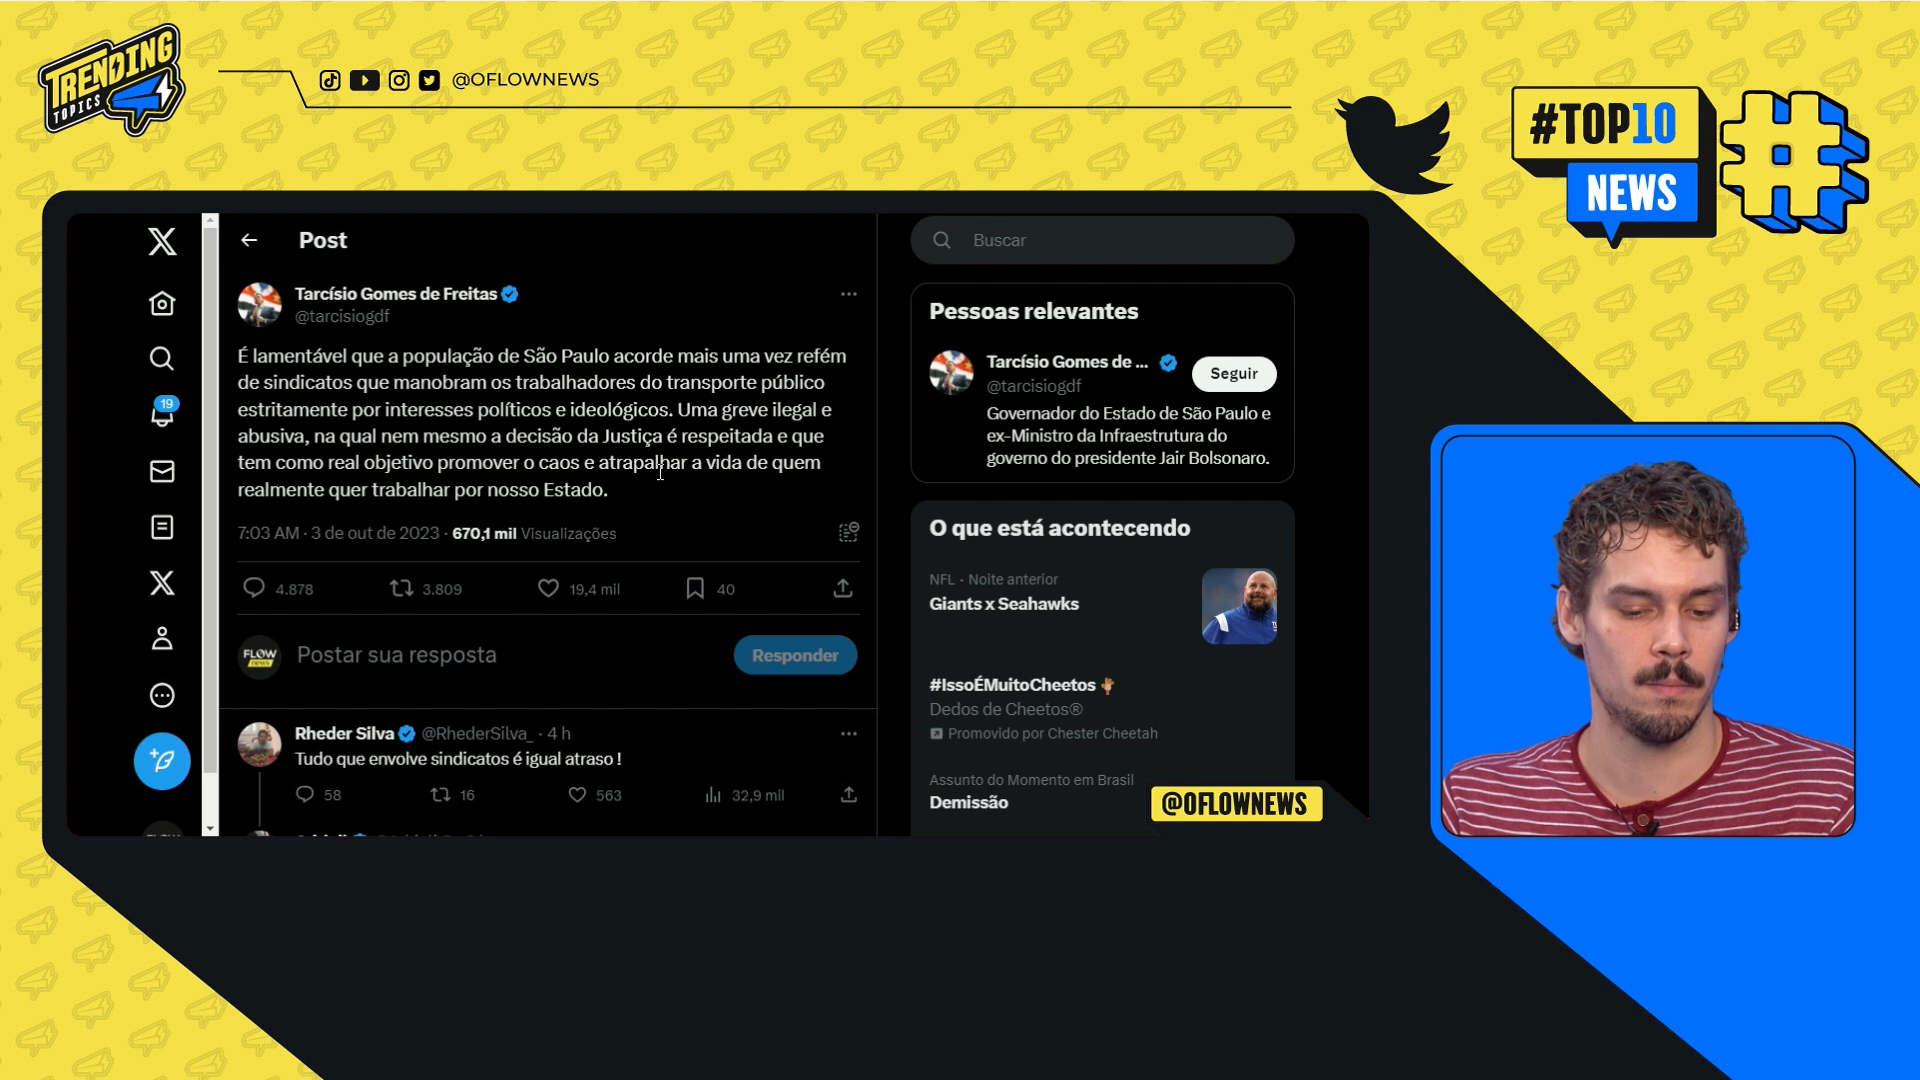 TRENDING
TOPICS
@OFLOWNEWS
#TOP10
NEWS
Post
Tarcísio Gomes de Freitas
@tarcisiogdf
É lamentável que a população de São Paulo acorde mais uma vez refém
de sindicatos que manobram os trabalhadores do transporte público
estritamente por interesses políticos e ideológicos. Uma greve ilegal e
abusiva, na qual nem mesmo a decisão da Justiça é respeitada e que
tem como real objetivo promover o caos e atrapalhar a vida de quem
realmente quer trabalhar por nosso Estado.
7:03 AM · 3 de out de 2023 · 670,1 mil Visualizações
4.878 3.809 19,4 mil 40
FLOW
NEWS
Postar sua resposta
Responder
Rheder Silva @RhederSilva_ · 4 h
Tudo que envolve sindicatos é igual atraso !
58 16 563 32,9 mil
19
Buscar
Pessoas relevantes
Tarcísio Gomes de ...
@tarcisiogdf
Seguir
Governador do Estado de São Paulo e
ex-Ministro da Infraestrutura do
governo do presidente Jair Bolsonaro.
O que está acontecendo
NFL · Noite anterior
Giants x Seahawks
#IssoÉMuitoCheetos
Dedos de Cheetos®
Promovido por Chester Cheetah
Assunto do Momento em Brasil
Demissão
@OFLOWNEWS